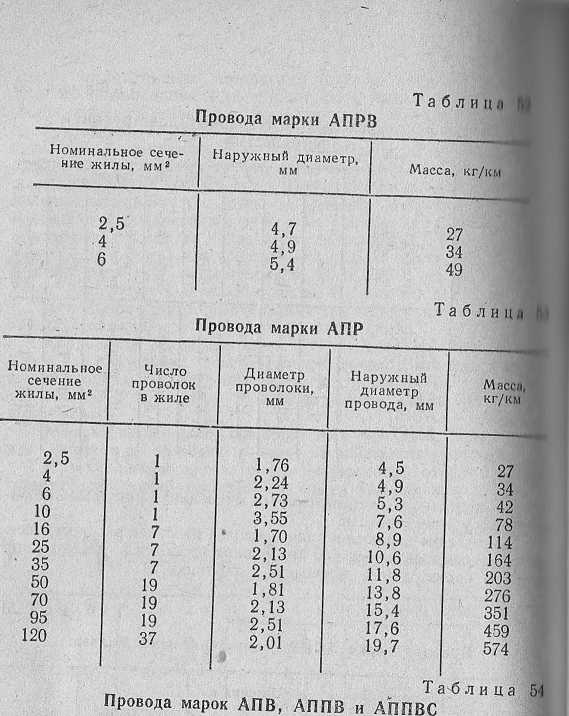 Таблица
Провода марки АПРВ
Номинальное сече-
ние жилы, мм²
Наружный диаметр,
мм
Масса, кг/км
2,5 4,7 27
4 4,9 34
6 5,4 49
Таблица
Провода марки АПР
Номинальное
сечение
жилы, мм²
Число
проволок
в жиле
Диаметр
проволоки,
мм
Наружный
диаметр
провода, мм
Масса,
кг/км
2,5 1 1,76 4,5 27
4 1 2,24 4,9 34
6 1 2,73 5,3 42
10 1 3,55 7,6 78
16 7 1,70 8,9 114
25 7 2,13 10,6 164
35 7 2,51 11,8 203
50 19 1,81 13,8 276
70 19 2,13 15,4 351
95 19 2,51 17,6 459
120 37 2,01 19,7 574
Таблица 54
Провода марок АПВ, АППВ и АППВС